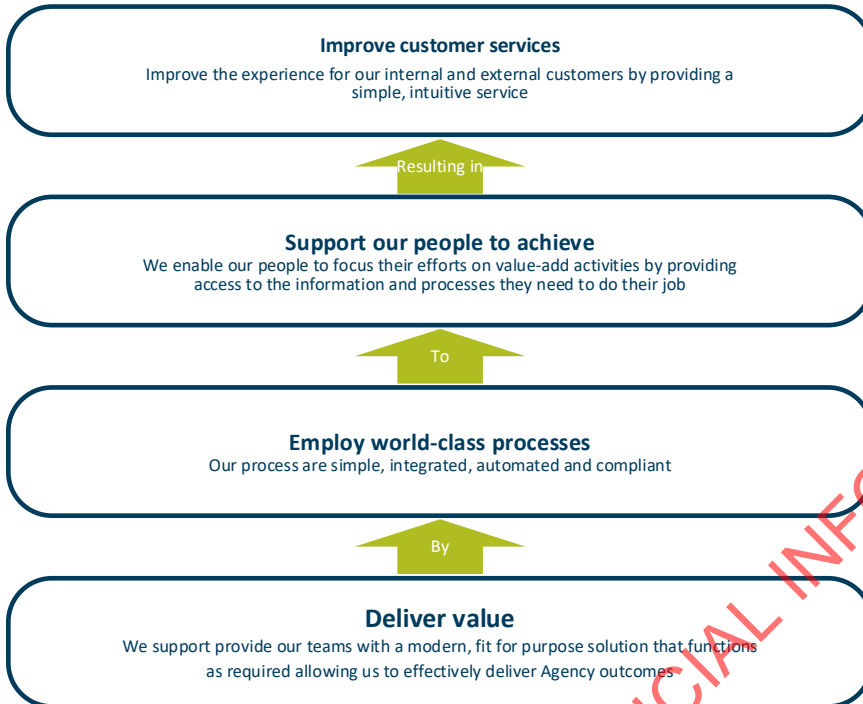 Improve customer services
Improve the experience for our internal and external customers by providing a
simple, intuitive service
Resulting in
Support our people to achieve
We enable our people to focus their efforts on value-add activities by providing
access to the information and processes they need to do their job
To
Employ world-class processes
Our process are simple, integrated, automated and compliant
By
Deliver value
We support provide our teams with a modern, fit for purpose solution that functions
as required allowing us to effectively deliver Agency outcomes